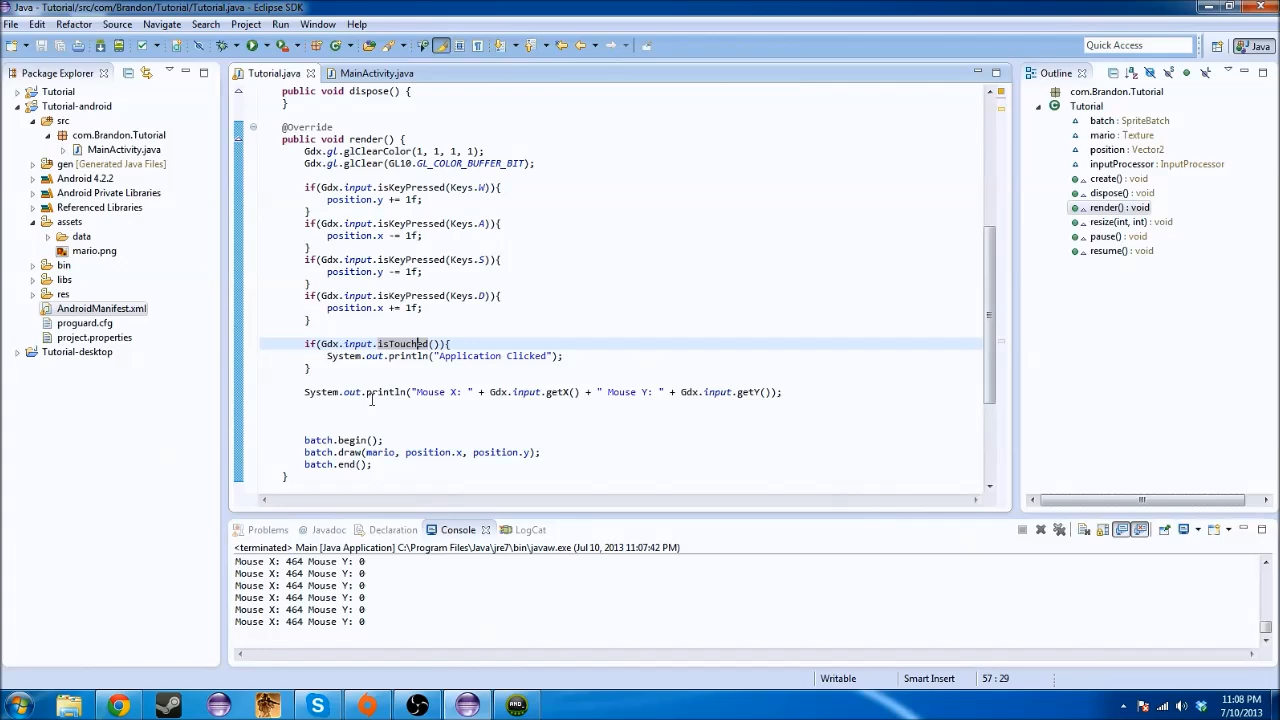 Java - Tutorial/src/com/Brandon/Tutorial/Tutorial.java - Eclipse SDK
File Edit Refactor Source Navigate Search Project Run Window Help
Quick Access
Java
Package Explorer
Tutorial
Tutorial-android
src
com.Brandon.Tutorial
MainActivity.java
gen [Generated Java Files]
Android 4.2.2
Android Private Libraries
Referenced Libraries
assets
data
mario.png
bin
libs
res
AndroidManifest.xml
proguard.cfg
project.properties
Tutorial-desktop
Tutorial.java
MainActivity.java
public void dispose() {
}
@Override
public void render() {
Gdx.gl.glClearColor(1, 1, 1, 1);
Gdx.gl.glClear(GL10.GL_COLOR_BUFFER_BIT);
if(Gdx.input.isKeyPressed(Keys.W)){
position.y += 1f;
}
if(Gdx.input.isKeyPressed(Keys.A)){
position.x -= 1f;
}
if(Gdx.input.isKeyPressed(Keys.S)){
position.y -= 1f;
}
if(Gdx.input.isKeyPressed(Keys.D)){
position.x += 1f;
}
if(Gdx.input.isTouched()){
System.out.println("Application Clicked");
}
System.out.println("Mouse X: " + Gdx.input.getX() + " Mouse Y: " + Gdx.input.getY());
batch.begin();
batch.draw(mario, position.x, position.y);
batch.end();
}
Outline
com.Brandon.Tutorial
Tutorial
batch : SpriteBatch
mario : Texture
position : Vector2
inputProcessor : InputProcessor
create() : void
dispose() : void
render() : void
resize(int, int) : void
pause() : void
resume() : void
Problems Javadoc Declaration Console LogCat
<terminated> Main [Java Application] C:\Program Files\Java\jre7\bin\javaw.exe (Jul 10, 2013, 11:07:42 PM)
Mouse X: 464 Mouse Y: 0
Mouse X: 464 Mouse Y: 0
Mouse X: 464 Mouse Y: 0
Mouse X: 464 Mouse Y: 0
Mouse X: 464 Mouse Y: 0
Mouse X: 464 Mouse Y: 0
Writable Smart Insert 57 : 29
11:08 PM
7/10/2013